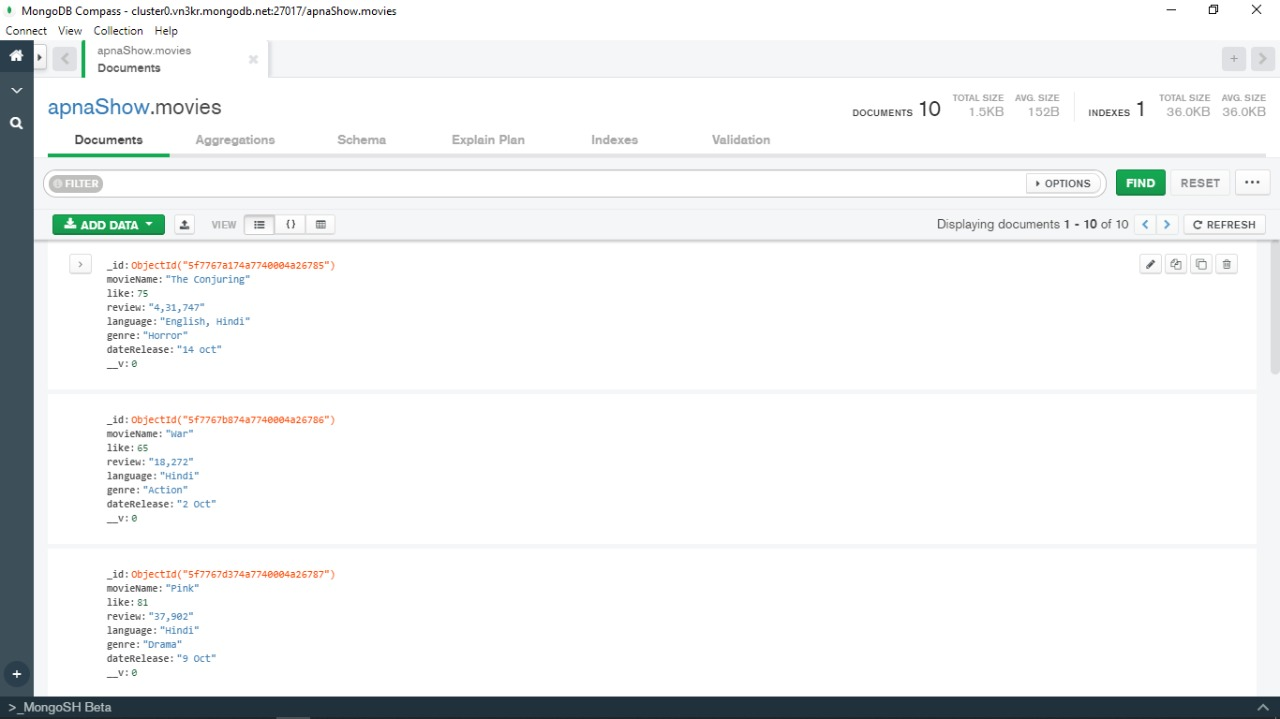 MongoDB Compass - cluster0.vn3kr.mongodb.net:27017/apnaShow.movies
Connect View Collection Help
apnaShow.movies
Documents
apnaShow.movies
DOCUMENTS 10
TOTAL SIZE AVG. SIZE
1.5KB 152B
INDEXES 1
TOTAL SIZE AVG. SIZE
36.0KB 36.0KB
Documents Aggregations Schema Explain Plan Indexes Validation
FILTER
OPTIONS
FIND
RESET
ADD DATA
VIEW
{}
Displaying documents 1 - 10 of 10
REFRESH
_id: ObjectId("5f7767a174a7740004a26785")
movieName: "The Conjuring"
like: 75
review: "4,31,747"
language: "English, Hindi"
genre: "Horror"
dateRelease: "14 oct"
__v: 0
_id: ObjectId("5f7767b874a7740004a26786")
movieName: "War"
like: 65
review: "18,272"
language: "Hindi"
genre: "Action"
dateRelease: "2 Oct"
__v: 0
_id: ObjectId("5f7767d374a7740004a26787")
movieName: "Pink"
like: 81
review: "37,902"
language: "Hindi"
genre: "Drama"
dateRelease: "9 Oct"
__v: 0
>_MongoSH Beta